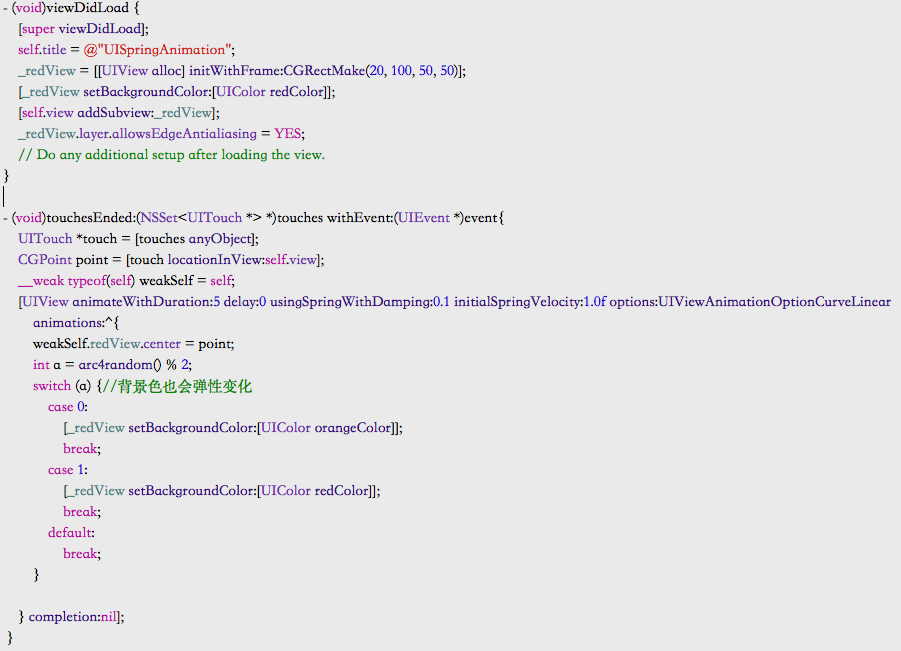 - (void)viewDidLoad {
[super viewDidLoad];
self.title = @"UISpringAnimation";
_redView = [[UIView alloc] initWithFrame:CGRectMake(20, 100, 50, 50)];
[_redView setBackgroundColor:[UIColor redColor]];
[self.view addSubview:_redView];
_redView.layer.allowsEdgeAntialiasing = YES;
// Do any additional setup after loading the view.
}
- (void)touchesEnded:(NSSet<UITouch *> *)touches withEvent:(UIEvent *)event{
UITouch *touch = [touches anyObject];
CGPoint point = [touch locationInView:self.view];
__weak typeof(self) weakSelf = self;
[UIView animateWithDuration:5 delay:0 usingSpringWithDamping:0.1 initialSpringVelocity:1.0f options:UIViewAnimationOptionCurveLinear
animations:^{
weakSelf.redView.center = point;
int a = arc4random() % 2;
switch (a) {//背景色也会弹性变化
case 0:
[_redView setBackgroundColor:[UIColor orangeColor]];
break;
case 1:
[_redView setBackgroundColor:[UIColor redColor]];
break;
default:
break;
}
} completion:nil];
}